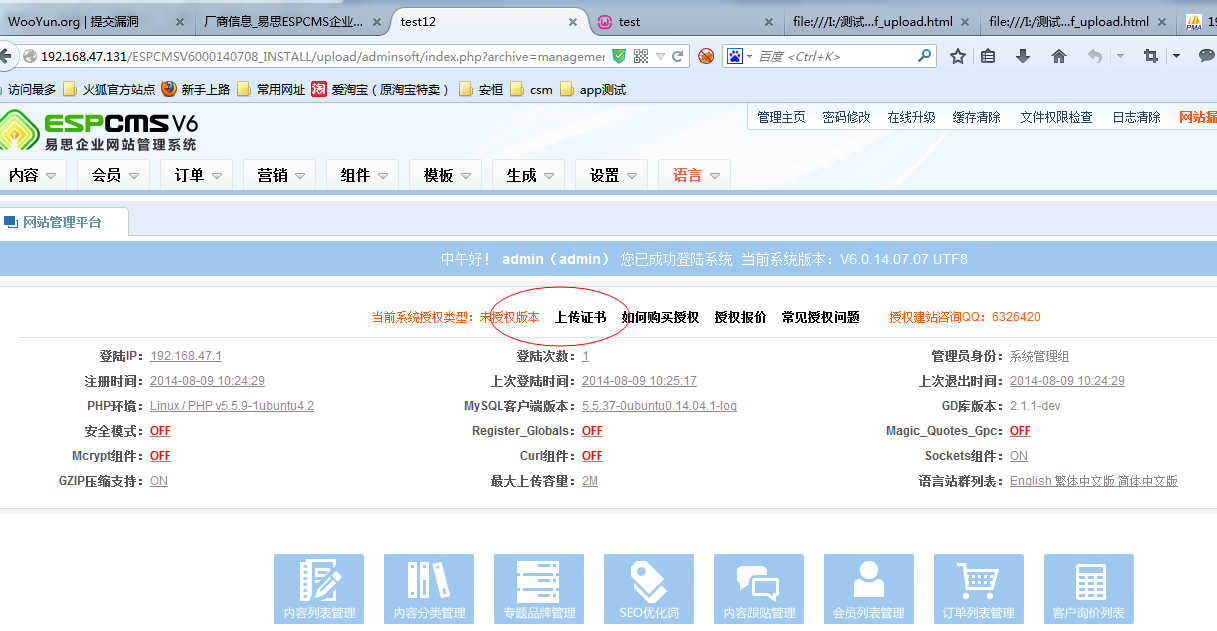 WooYun.org | 提交漏洞 × 厂商信息_易思ESPCMS企业... × test12 × test × file:///I:/测试...f_upload.html × file:///I:/测试...f_upload.html × PMA 19
192.168.47.131/ESPCMSV6000140708_INSTALL/upload/adminsoft/index.php?archive=managemen 百度 <Ctrl+K>
访问最多 火狐官方站点 新手上路 常用网址 淘 爱淘宝（原淘宝特卖） 安恒 csm app测试
ESPCMS V6
易思企业网站管理系统
管理主页 密码修改 在线升级 缓存清除 文件权限检查 日志清除 网站漏
内容 会员 订单 营销 组件 模板 生成 设置 语言
网站管理平台
中午好！ admin（admin） 您已成功登陆系统 当前系统版本：V6.0.14.07.07 UTF8
当前系统授权类型：未授权版本 上传证书 如何购买授权 授权报价 常见授权问题 授权建站咨询QQ：6326420
登陆IP：192.168.47.1 登陆次数：1 管理员身份：系统管理组
注册时间：2014-08-09 10:24:29 上次登陆时间：2014-08-09 10:25:17 上次退出时间：2014-08-09 10:24:29
PHP环境：Linux / PHP v5.5.9-1ubuntu4.2 MySQL客户端版本：5.5.37-0ubuntu0.14.04.1-log GD库版本：2.1.1-dev
安全模式：OFF Register_Globals：OFF Magic_Quotes_Gpc：OFF
Mcrypt组件：OFF Curl组件：OFF Sockets组件：ON
GZIP压缩支持：ON 最大上传容量：2M 语言站群列表：English 繁体中文版 简体中文版
内容列表管理 内容分类管理 专题品牌管理 SEO优化词 内容跟贴管理 会员列表管理 订单列表管理 客户询价列表